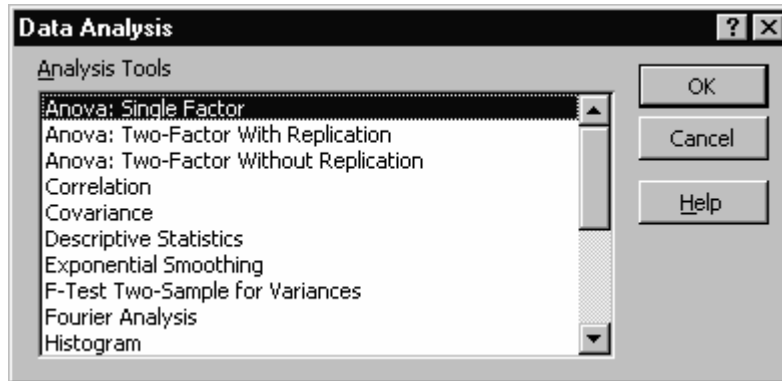 Data Analysis
Analysis Tools
Anova: Single Factor
Anova: Two-Factor With Replication
Anova: Two-Factor Without Replication
Correlation
Covariance
Descriptive Statistics
Exponential Smoothing
F-Test Two-Sample for Variances
Fourier Analysis
Histogram
OK
Cancel
Help